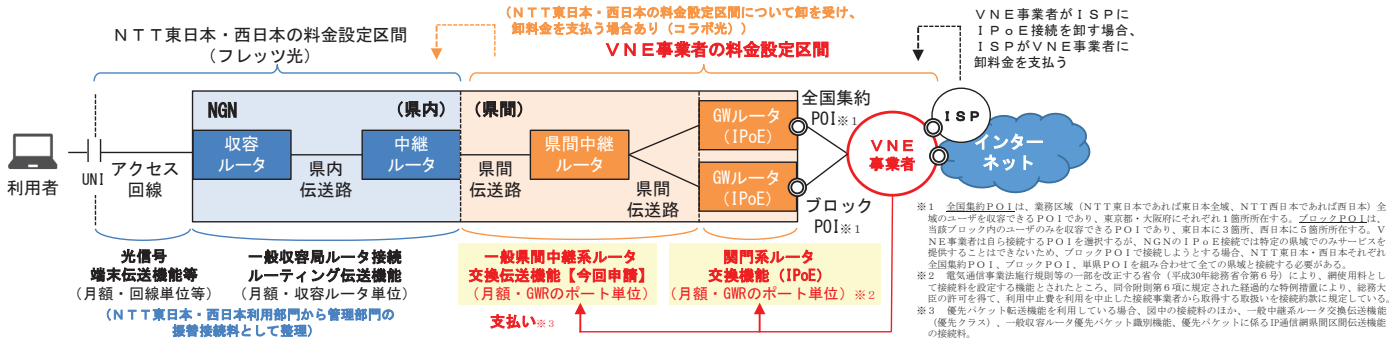 (NTT東日本・西日本の料金設定区間について卸を受け、
卸料金を支払う場合あり(コラボ光))
VNE事業者がISPに
IPoE接続を卸す場合、
ISPがVNE事業者に
卸料金を支払う
NTT東日本・西日本の料金設定区間
(フレッツ光)
VNE事業者の料金設定区間
NGN
(県内)
(県間)
全国集約
POI※1
利用者
UNI
アクセス
回線
収容
ルータ
県内
伝送路
中継
ルータ
県間
伝送路
県間中継
ルータ
県間
伝送路
GWルータ
(IPoE)
GWルータ
(IPoE)
ブロック
POI※1
VNE
事業者
ISP
インター
ネット
光信号
端末伝送機能等
(月額・回線単位等)
一般収容局ルータ接続
ルーティング伝送機能
(月額・収容ルータ単位)
(NTT東日本・西日本利用部門から管理部門の
振替接続料として整理)
一般県間中継系ルータ
交換伝送機能【今回申請】
(月額・GWRのポート単位)
関門系ルータ
交換機能(IPoE)
(月額・GWRのポート単位)※2
支払い※3
※1 全国集約POIは、業務区域(NTT東日本であれば東日本全域、NTT西日本であれば西日本)全
域のユーザを収容できるPOIであり、東京都・大阪府にそれぞれ1箇所所在する。ブロックPOIは、
当該ブロック内のユーザのみを収容できるPOIであり、東日本に3箇所、西日本に5箇所所在する。V
NE事業者は自ら接続するPOIを選択するが、NGNのIPoE接続では特定の県域でのみサービスを
提供することはできないため、ブロックPOIで接続しようとする場合、NTT東日本・西日本それぞれ
全国集約POI、ブロックPOI、単県POIを組み合わせて全ての県域と接続する必要がある。
※2 電気通信事業法施行規則等の一部を改正する省令(平成30年総務省令第6号)により、網使用料とし
て接続料を設定する機能とされたところ、同令附則第6項に規定された経過的な特例措置により、総務大
臣の許可を得て、利用中止費を利用を中止した接続事業者から取得する取扱いを接続約款に規定している。
※3 優先パケット転送機能を利用している場合、図中の接続料のほか、一般中継系ルータ交換伝送機能
(優先クラス)、一般収容ルータ優先パケット識別機能、優先パケットに係るIP通信網県間区間伝送機能
の接続料。